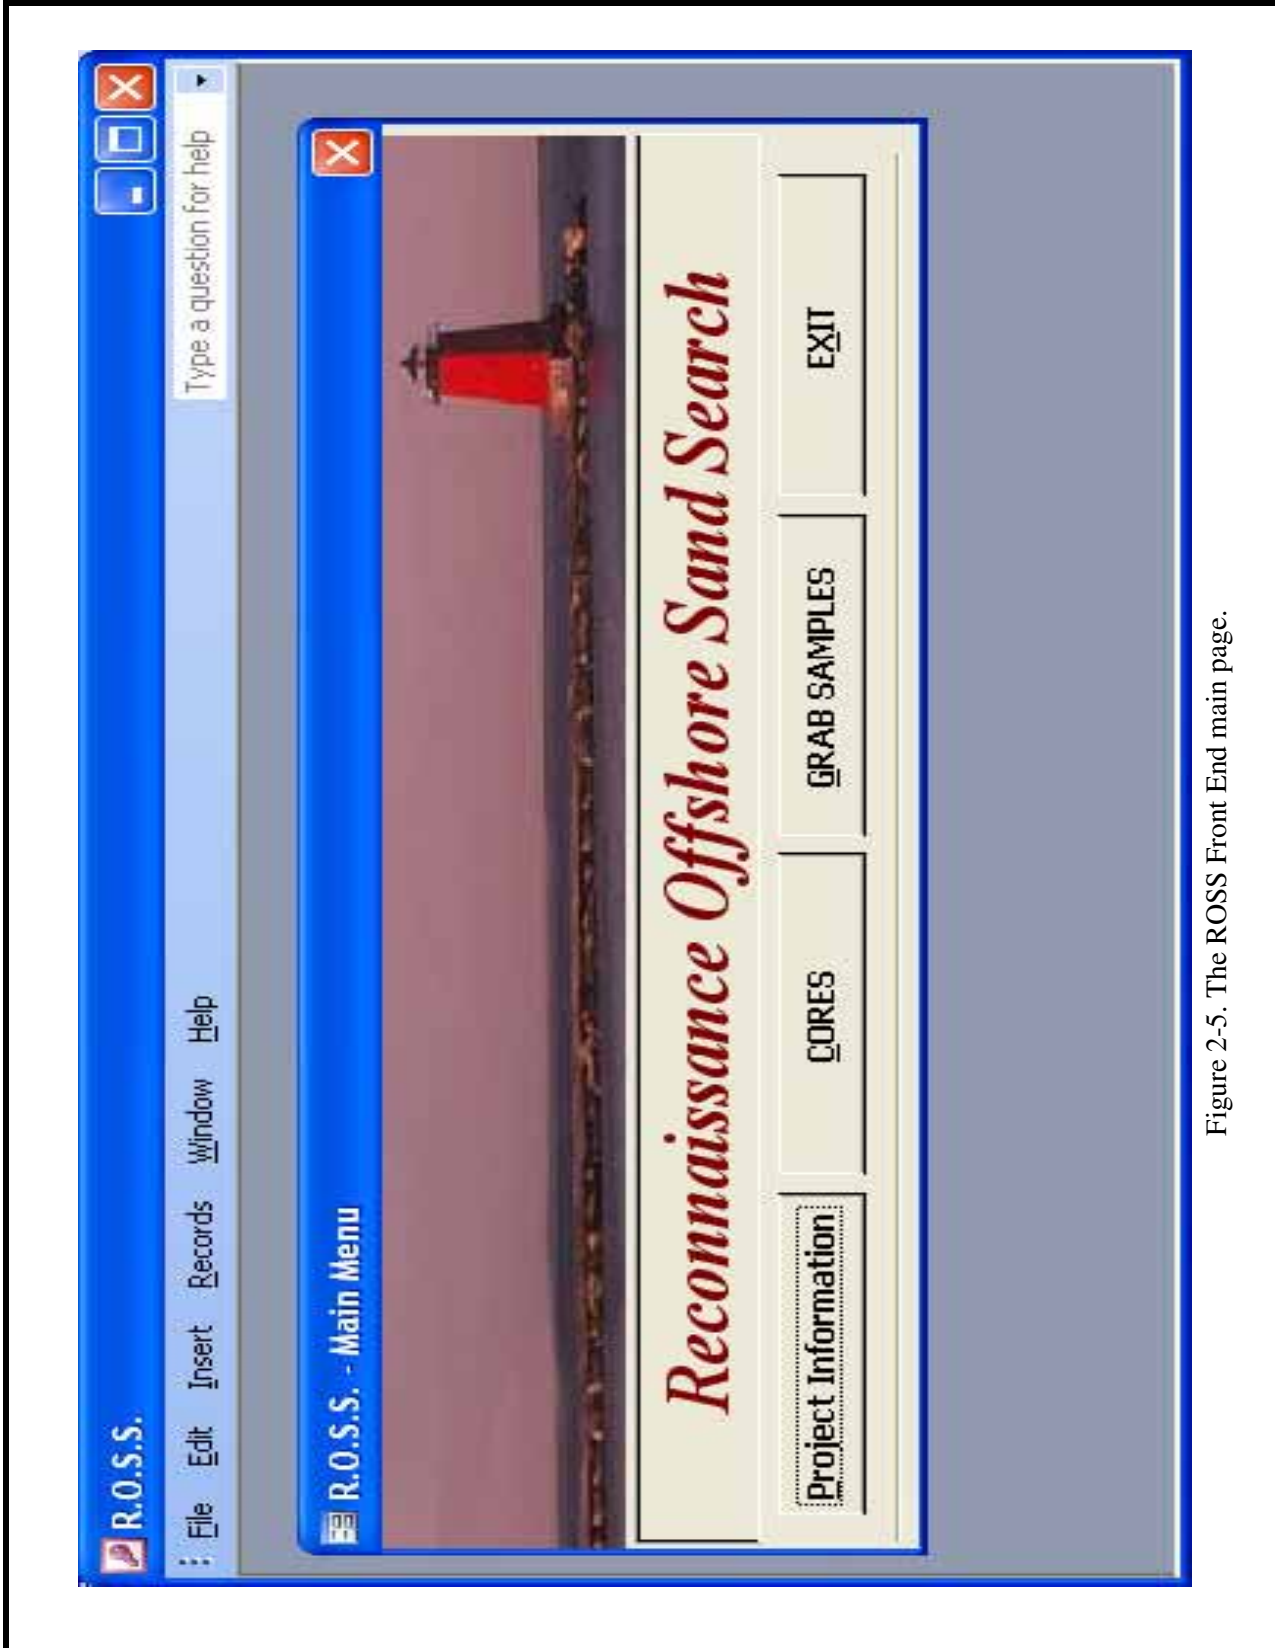 R.O.S.S.
File Edit Insert Records Window Help Type a question for help
R.O.S.S. - Main Menu
Reconnaissance Offshore Sand Search
Project Information CORES GRAB SAMPLES EXIT
Figure 2-5. The ROSS Front End main page.